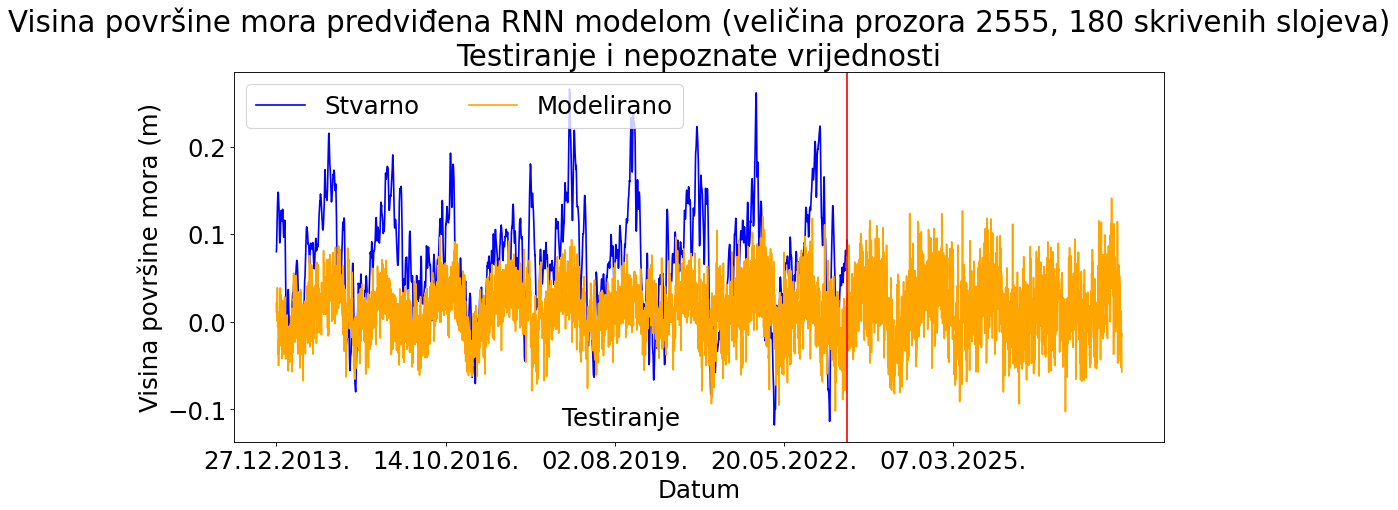 Visina površine mora predviđena RNN modelom (veličina prozora 2555, 180 skrivenih slojeva)
Testiranje i nepoznate vrijednosti
Stvarno Modelirano
Visina površine mora (m)
0.2
0.1
0.0
−0.1
Testiranje
27.12.2013. 14.10.2016. 02.08.2019. 20.05.2022. 07.03.2025.
Datum